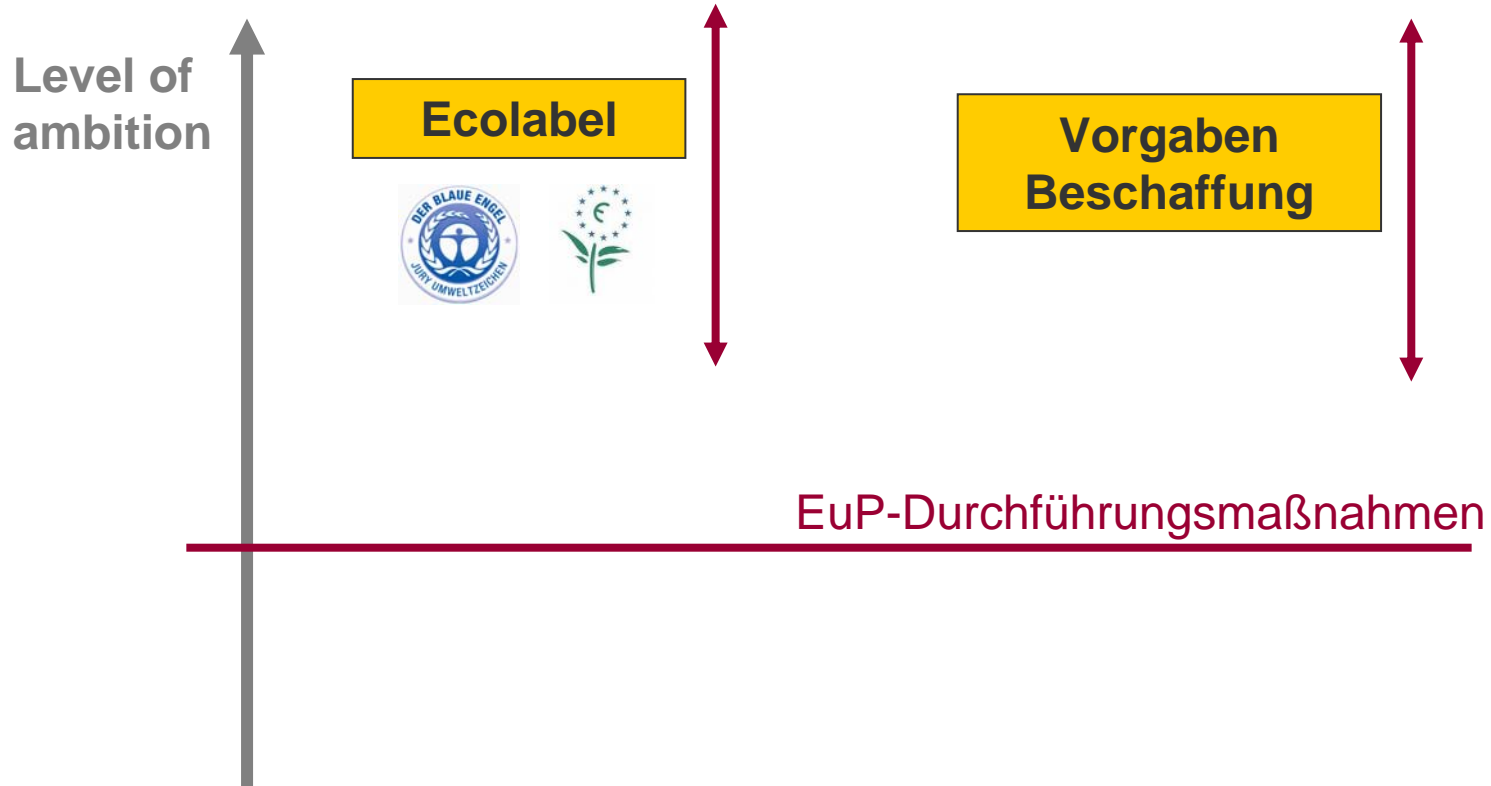 Level of
ambition
Ecolabel
Vorgaben
Beschaffung
DER BLAUE ENGEL
JURY UMWELTZEICHEN
€
EuP-Durchführungsmaßnahmen